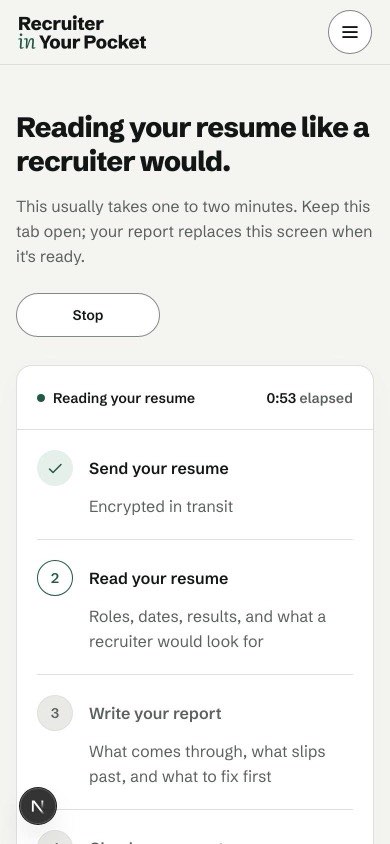 Recruiter
in Your Pocket
Reading your resume like a
recruiter would.
This usually takes one to two minutes. Keep this
tab open; your report replaces this screen when
it's ready.
Stop
Reading your resume 0:53 elapsed
Send your resume
Encrypted in transit
2 Read your resume
Roles, dates, results, and what a
recruiter would look for
3 Write your report
What comes through, what slips
past, and what to fix first
N